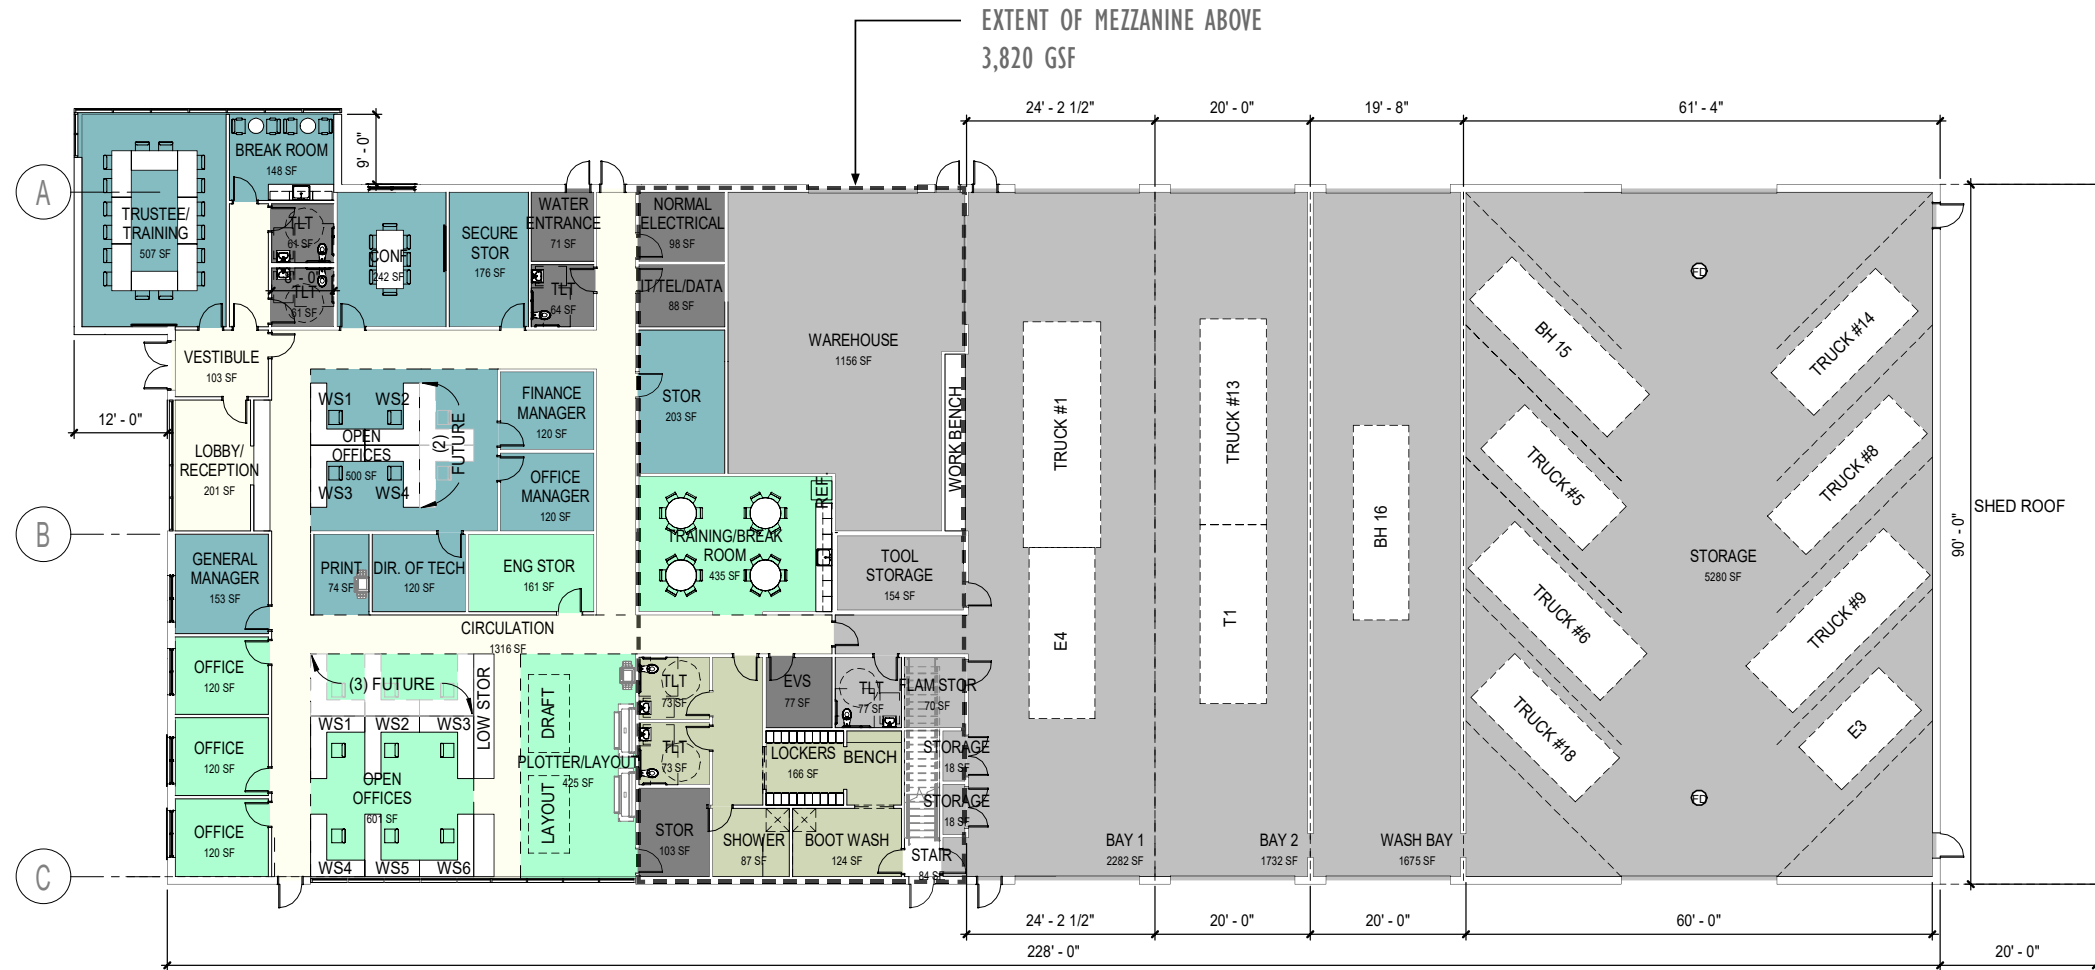 EXTENT OF MEZZANINE ABOVE
3,820 GSF
24' - 2 1/2"
20' - 0"
19' - 8"
61' - 4"
9' - 0"
A
B
C
BREAK ROOM
148 SF
TRUSTEE/
TRAINING
507 SF
TLT
61 SF
TLT
61 SF
CONF
242 SF
SECURE
STOR
176 SF
WATER
ENTRANCE
71 SF
TLT
64 SF
NORMAL
ELECTRICAL
98 SF
IT/TEL/DATA
88 SF
WAREHOUSE
1156 SF
STOR
203 SF
WORK BENCH
VESTIBULE
103 SF
12' - 0"
LOBBY/
RECEPTION
201 SF
WS1
WS2
OPEN
OFFICES
500 SF
WS3
WS4
(2)
FUTURE
FINANCE
MANAGER
120 SF
OFFICE
MANAGER
120 SF
GENERAL
MANAGER
153 SF
PRINT
74 SF
DIR. OF TECH
120 SF
ENG STOR
161 SF
REF
TRAINING/BREAK
ROOM
435 SF
TOOL
STORAGE
154 SF
CIRCULATION
1316 SF
OFFICE
120 SF
OFFICE
120 SF
OFFICE
120 SF
(3) FUTURE
WS1
WS2
WS3
LOW STOR
OPEN
OFFICES
601 SF
WS4
WS5
WS6
DRAFT
PLOTTER/LAYOUT
425 SF
LAYOUT
TLT
73 SF
TLT
73 SF
EVS
77 SF
TLT
77 SF
FLAM STOR
70 SF
LOCKERS
166 SF
BENCH
STORAGE
18 SF
STORAGE
18 SF
STOR
103 SF
SHOWER
87 SF
BOOT WASH
124 SF
STAIR
84 SF
TRUCK #1
E4
TRUCK #13
T1
BH 16
BAY 1
2282 SF
BAY 2
1732 SF
WASH BAY
1675 SF
FD
BH 15
TRUCK #14
TRUCK #5
TRUCK #8
STORAGE
5280 SF
TRUCK #6
TRUCK #9
TRUCK #18
E3
FD
SHED ROOF
90' - 0"
24' - 2 1/2"
20' - 0"
20' - 0"
60' - 0"
228' - 0"
20' - 0"